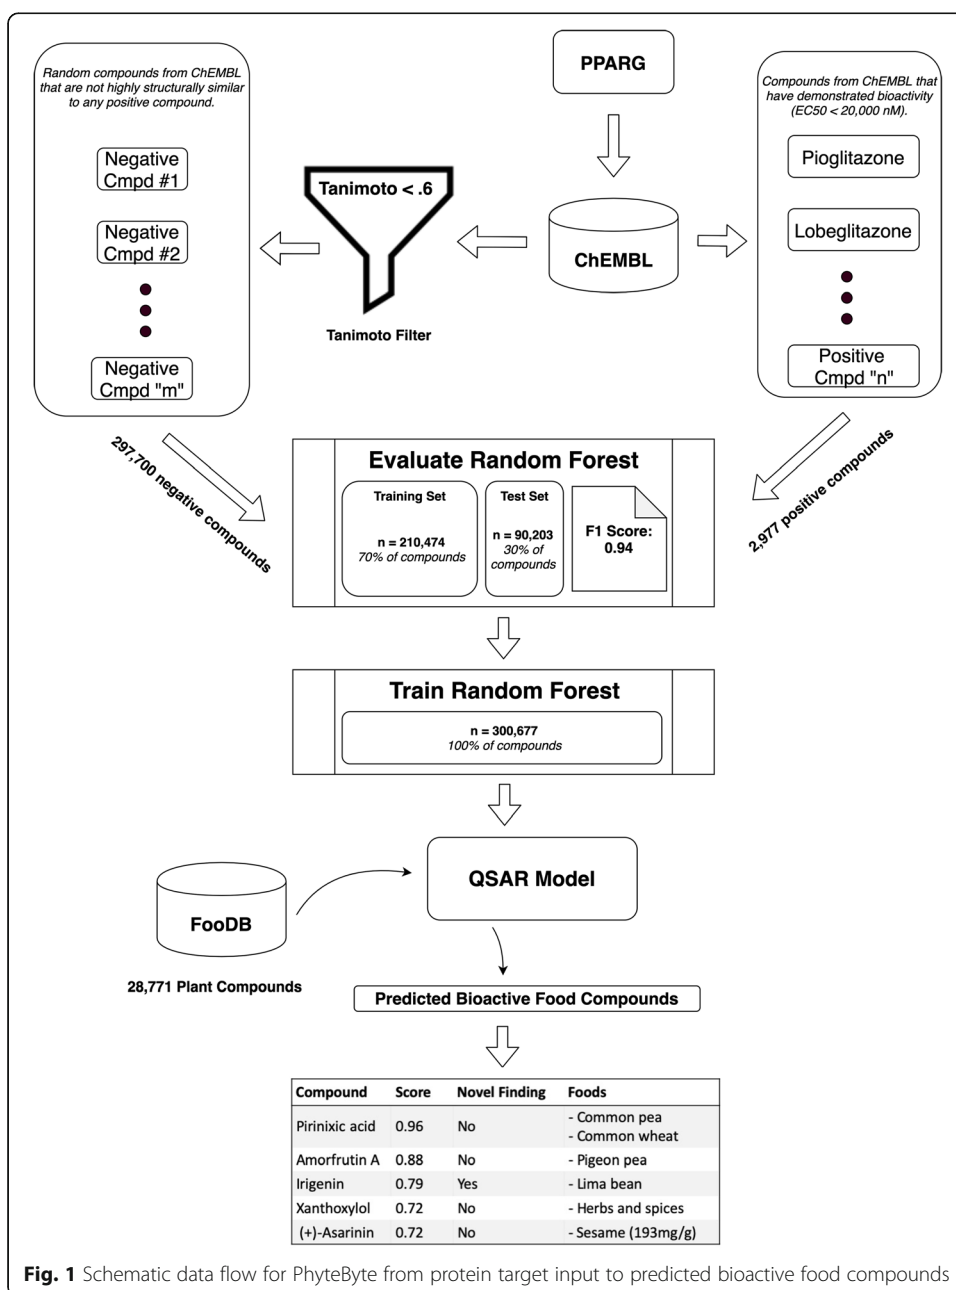 Random compounds from ChEMBL
that are not highly structurally similar
to any positive compound.
Negative
Cmpd #1
Negative
Cmpd #2
Negative
Cmpd "m"
Tanimoto < .6
Tanimoto Filter
PPARG
ChEMBL
Compounds from ChEMBL that
have demonstrated bioactivity
(EC50 < 20,000 nM).
Pioglitazone
Lobeglitazone
Positive
Cmpd "n"
297,700 negative compounds
2,977 positive compounds
Evaluate Random Forest
Training Set
n = 210,474
70% of compounds
Test Set
n = 90,203
30% of
compounds
F1 Score:
0.94
Train Random Forest
n = 300,677
100% of compounds
QSAR Model
FooDB
28,771 Plant Compounds
Predicted Bioactive Food Compounds
Compound Score Novel Finding Foods
Pirinixic acid 0.96 No - Common pea
- Common wheat
Amorfrutin A 0.88 No - Pigeon pea
Irigenin 0.79 Yes - Lima bean
Xanthoxylol 0.72 No - Herbs and spices
(+)-Asarinin 0.72 No - Sesame (193mg/g)
Fig. 1 Schematic data flow for PhyteByte from protein target input to predicted bioactive food compounds